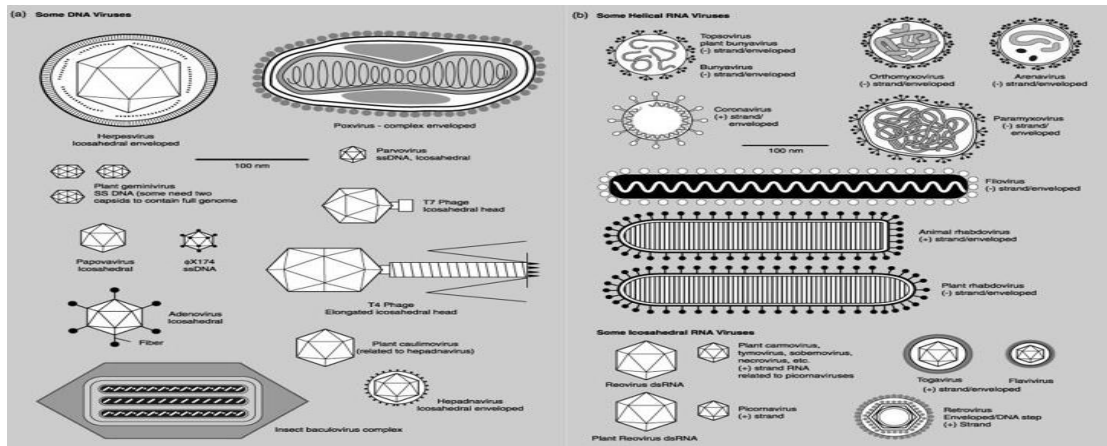 (a) Some DNA Viruses
Herpesvirus
Icosahedral enveloped
Poxvirus - complex enveloped
100 nm
Parvovirus
ssDNA, Icosahedral
Plant geminivirus
SS DNA (some need two
capsids to contain full genome
T7 Phage
Icosahedral head
Papovavirus
Icosahedral
φX174
ssDNA
T4 Phage
Elongated icosahedral head
Adenovirus
Icosahedral
Fiber
Plant caulimovirus
(related to hepadnavirus)
Hepadnavirus
Icosahedral enveloped
Insect baculovirus complex
(b) Some Helical RNA Viruses
Topsovirus
plant bunyavirus
(-) strand/enveloped
Bunyavirus
(-) strand/enveloped
Orthomyxovirus
(-) strand/enveloped
Arenavirus
(-) strand/enveloped
Coronavirus
(+) strand/
enveloped
100 nm
Paramyxovirus
(-) strand/
enveloped
Filovirus
(-) strand/enveloped
Animal rhabdovirus
(+) strand/enveloped
Plant rhabdovirus
(-) strand/enveloped
Some Icosahedral RNA Viruses
Reovirus dsRNA
Plant carmovirus,
tymovirus, sobemovirus,
necrovirus, etc.
(+) strand RNA
related to picornaviruses
Togavirus
Flavivirus
(+) strand/enveloped
Plant Reovirus dsRNA
Picornavirus
(+) strand
Retrovirus
Enveloped/DNA step
(+) Strand